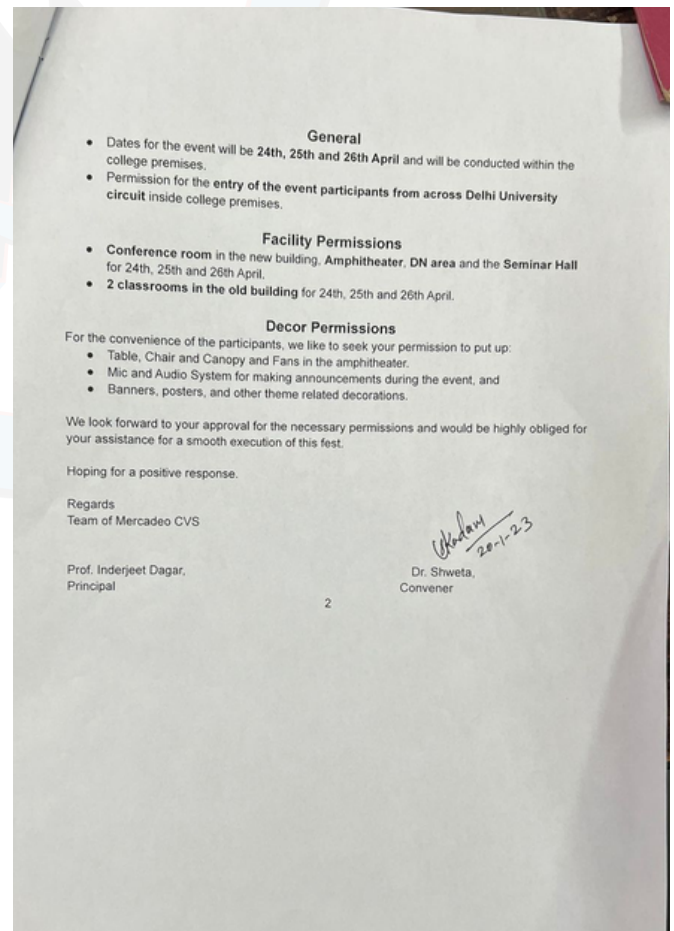 General
• Dates for the event will be 24th, 25th and 26th April and will be conducted within the
college premises.
• Permission for the entry of the event participants from across Delhi University
circuit inside college premises.
Facility Permissions
• Conference room in the new building, Amphitheater, DN area and the Seminar Hall
for 24th, 25th and 26th April.
• 2 classrooms in the old building for 24th, 25th and 26th April.
Decor Permissions
For the convenience of the participants, we like to seek your permission to put up:
• Table, Chair and Canopy and Fans in the amphitheater.
• Mic and Audio System for making announcements during the event, and
• Banners, posters, and other theme related decorations.
We look forward to your approval for the necessary permissions and would be highly obliged for
your assistance for a smooth execution of this fest.
Hoping for a positive response.
Regards
Team of Mercadeo CVS
20-1-23
Prof. Inderjeet Dagar,
Principal
Dr. Shweta,
Convener
2